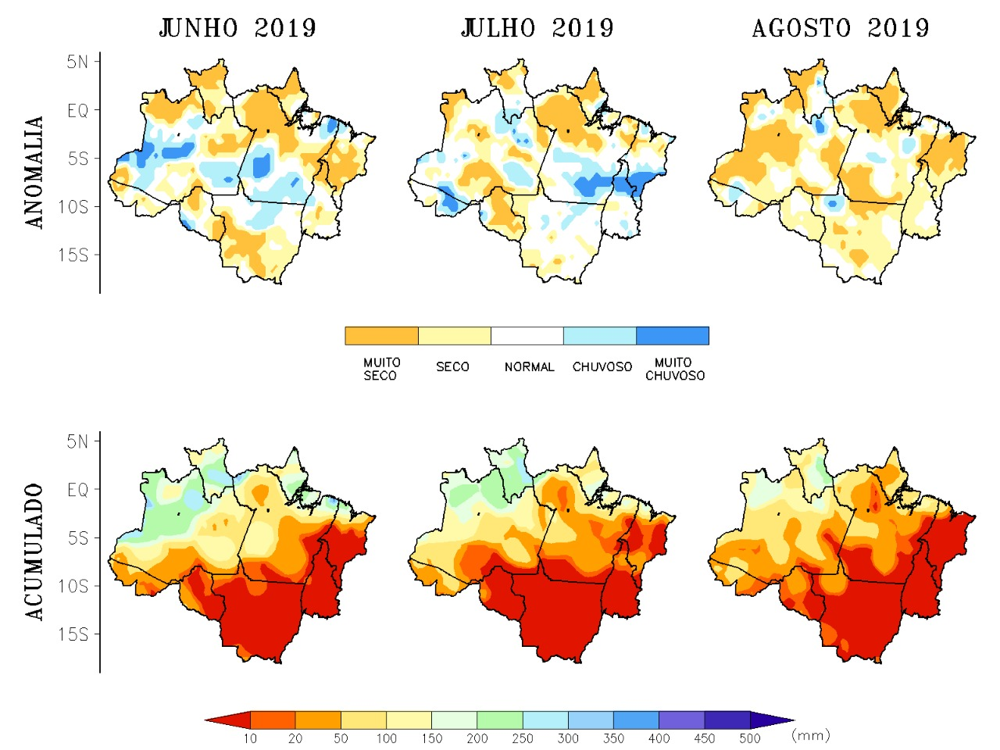 JUNHO 2019
JULHO 2019
AGOSTO 2019
ANOMALIA
5N
EQ
5S
10S
15S
MUITO SECO
SECO
NORMAL
CHUVOSO
MUITO CHUVOSO
ACUMULADO
5N
EQ
5S
10S
15S
10 20 50 100 150 200 250 300 350 400 450 500 (mm)